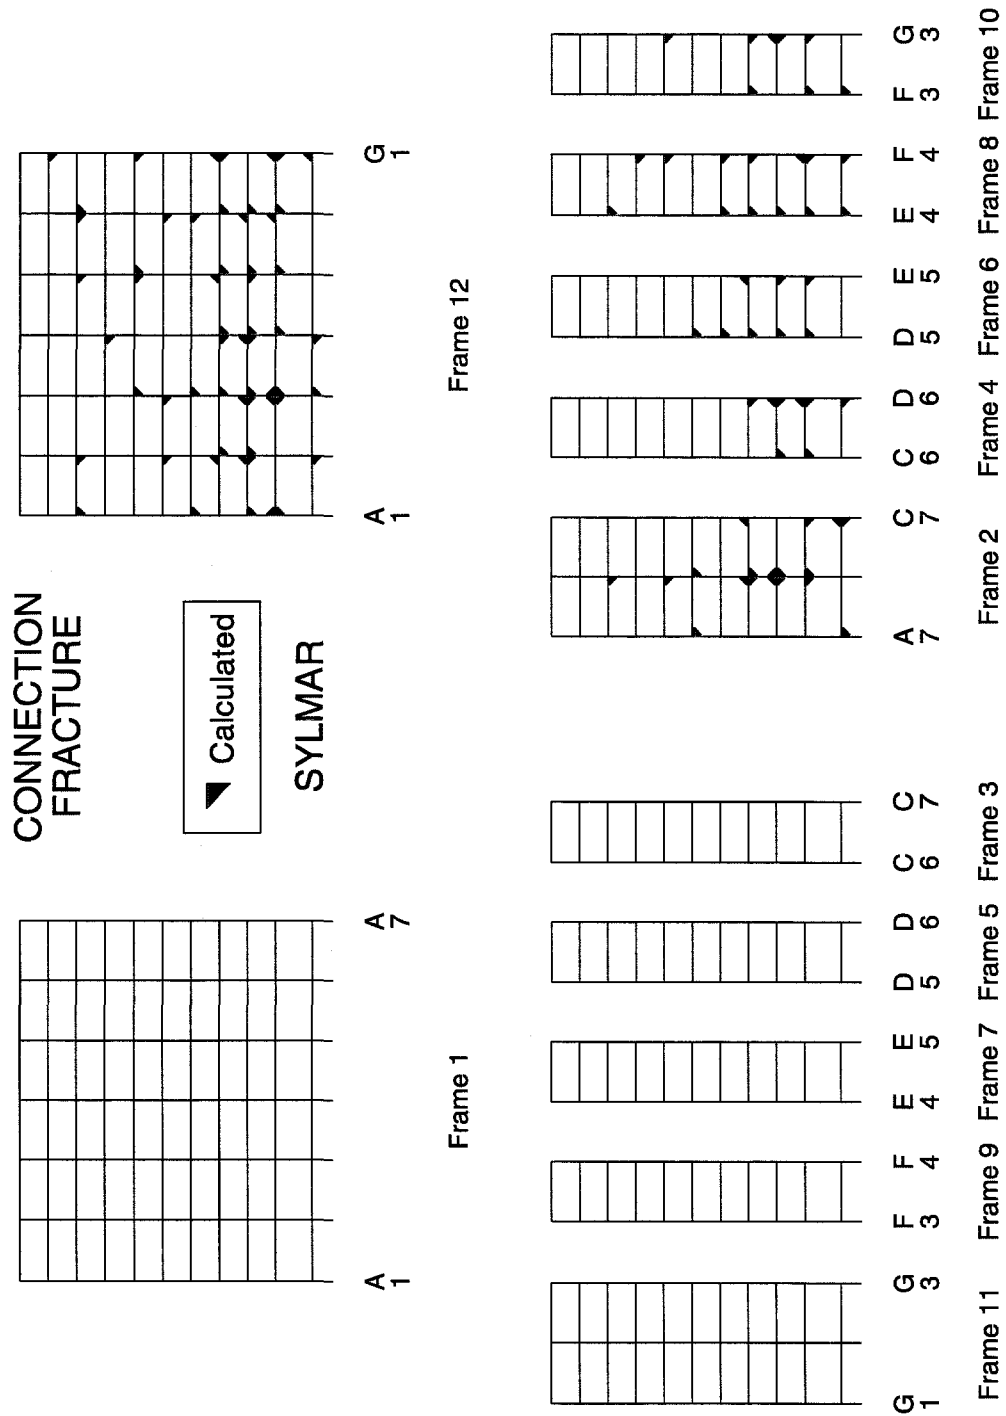 CONNECTION
FRACTURE
Calculated
SYLMAR
A
1
A
7
Frame 1
A
1
G
1
Frame 12
G
1
G
3
Frame 11
F
3
F
4
Frame 9
E
4
E
5
Frame 7
D
5
D
6
Frame 5
C
6
C
7
Frame 3
A
7
C
7
Frame 2
C
6
D
6
Frame 4
D
5
E
5
Frame 6
E
4
F
4
Frame 8
F
3
G
3
Frame 10